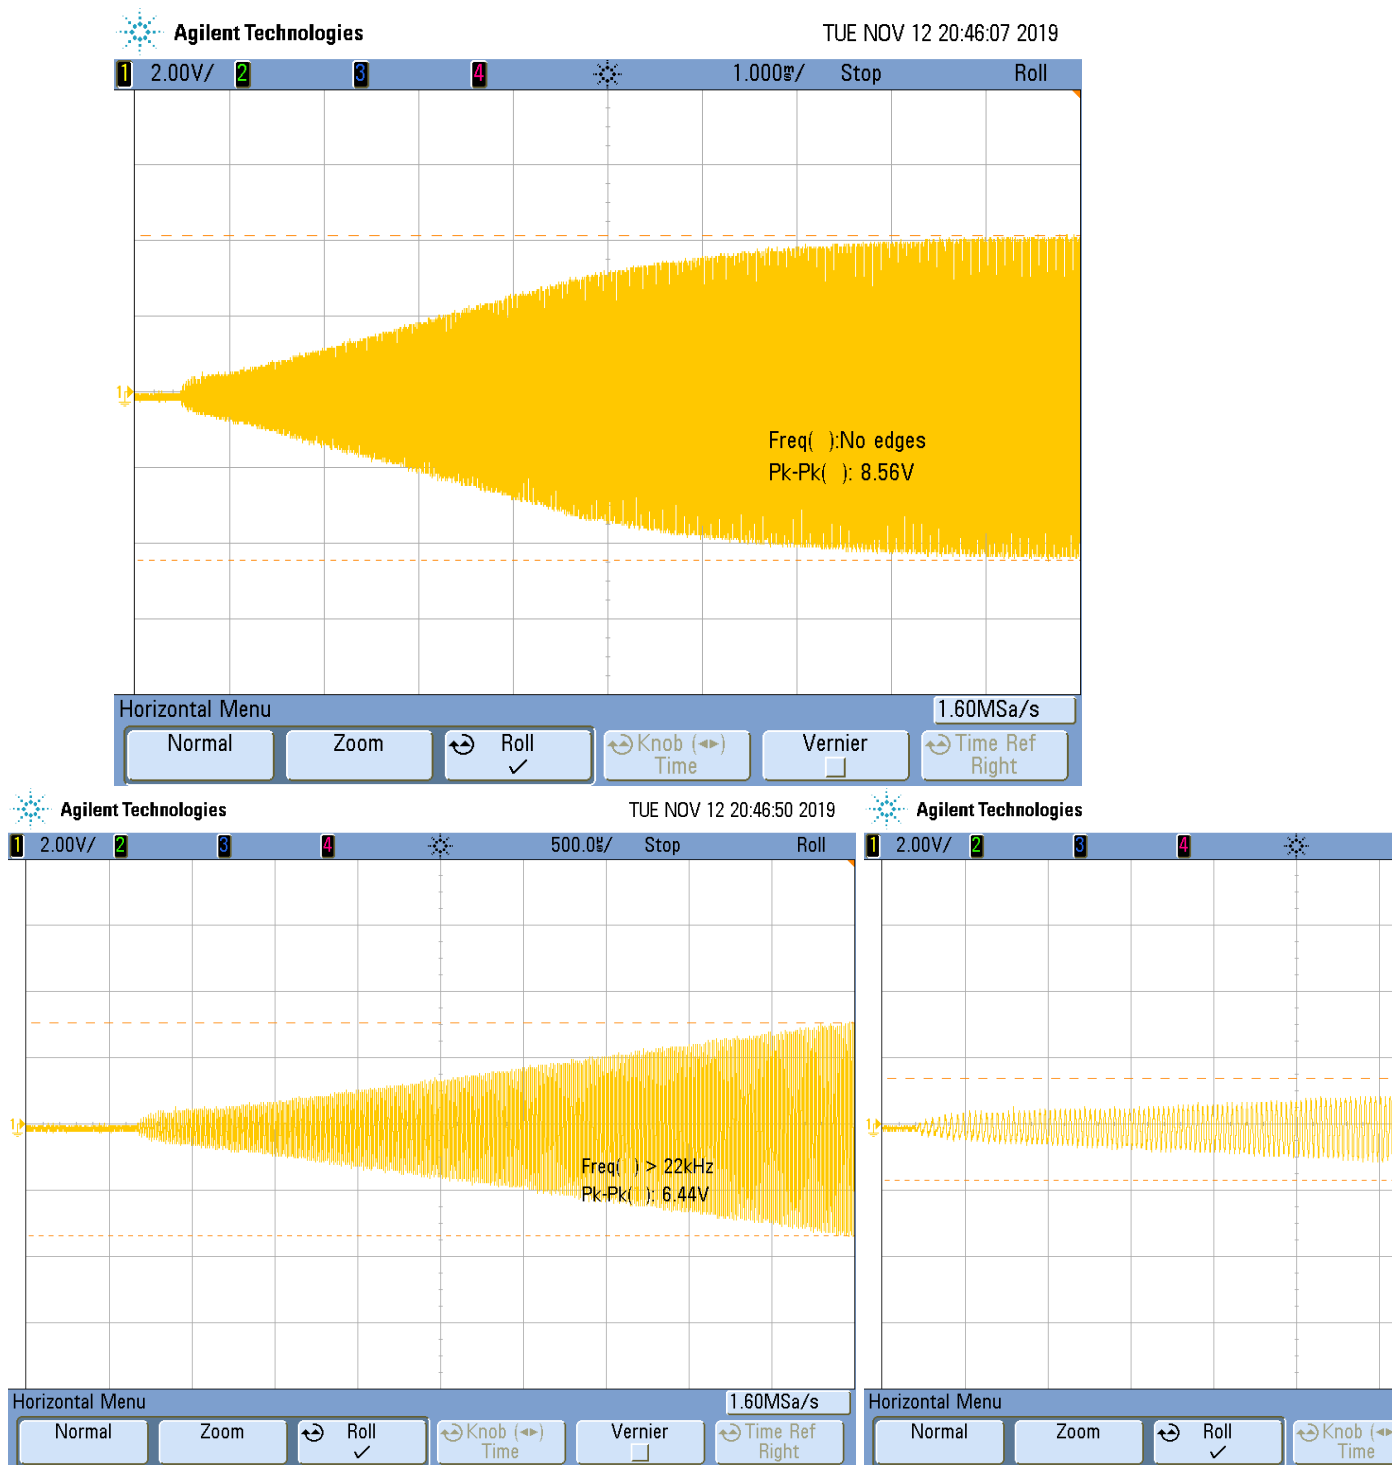 Agilent Technologies TUE NOV 12 20:46:07 2019
1 2.00V/ 2 3 4 1.000ms/ Stop Roll
1
Freq( ):No edges
Pk-Pk( ): 8.56V
Horizontal Menu 1.60MSa/s
Normal Zoom Roll Knob (◄►) Time Vernier Time Ref Right
Agilent Technologies TUE NOV 12 20:46:50 2019
1 2.00V/ 2 3 4 500.0us/ Stop Roll
1
Freq( ) > 22kHz
Pk-Pk( ): 6.44V
Horizontal Menu 1.60MSa/s
Normal Zoom Roll Knob (◄►) Time Vernier Time Ref Right
Agilent Technologies
1 2.00V/ 2 3 4
1
Horizontal Menu
Normal Zoom Roll Knob (◄► Time